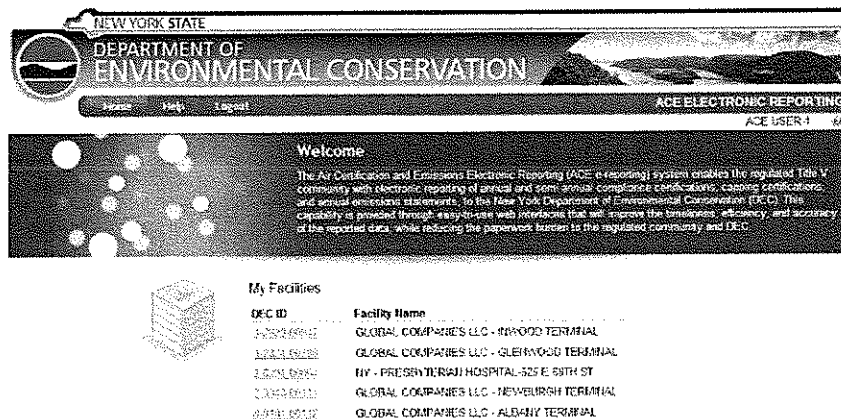 NEW YORK STATE
DEPARTMENT OF
ENVIRONMENTAL CONSERVATION
Home Help Logout
ACE ELECTRONIC REPORTING
ACE USER 1
Welcome
The Air Certification and Emissions Electronic Reporting (ACE e-reporting) system enables the regulated Title V
community with electronic reporting of annual and semi annual compliance certifications, capping certifications,
and annual emissions statements, to the New York Department of Environmental Conservation (DEC). This
capability is provided through easy-to-use web interfaces that will improve the timeliness, efficiency, and accuracy
of the reported data, while reducing the paperwork burden to the regulated community and DEC.
My Facilities
DEC ID Facility Name
GLOBAL COMPANIES LLC - INWOOD TERMINAL
GLOBAL COMPANIES LLC - GLENWOOD TERMINAL
NY - PRESBYTERIAN HOSPITAL-525 E 68TH ST
GLOBAL COMPANIES LLC - NEWBURGH TERMINAL
GLOBAL COMPANIES LLC - ALBANY TERMINAL